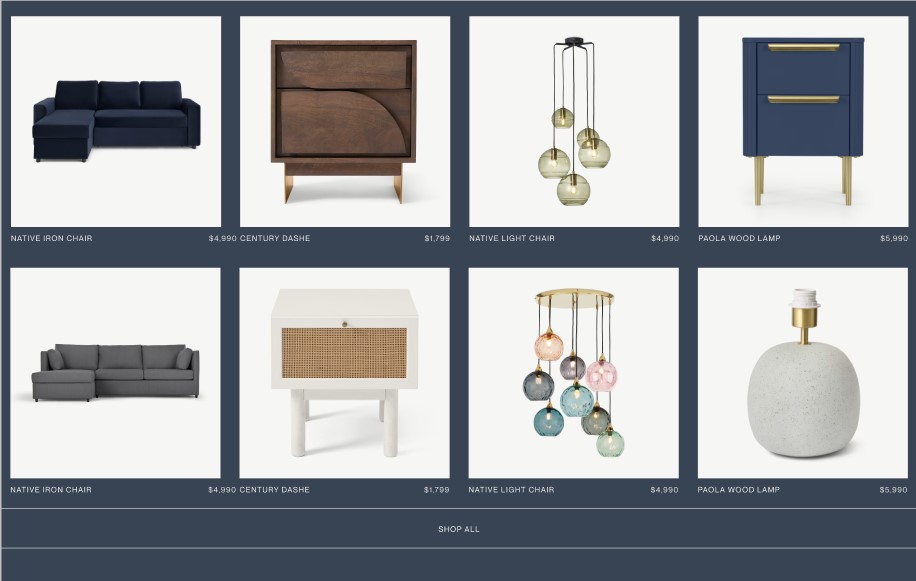 NATIVE IRON CHAIR $4,990 CENTURY DASHE $1,799 NATIVE LIGHT CHAIR $4,990 PAOLA WOOD LAMP $5,990
NATIVE IRON CHAIR $4,990 CENTURY DASHE $1,799 NATIVE LIGHT CHAIR $4,990 PAOLA WOOD LAMP $5,990
SHOP ALL